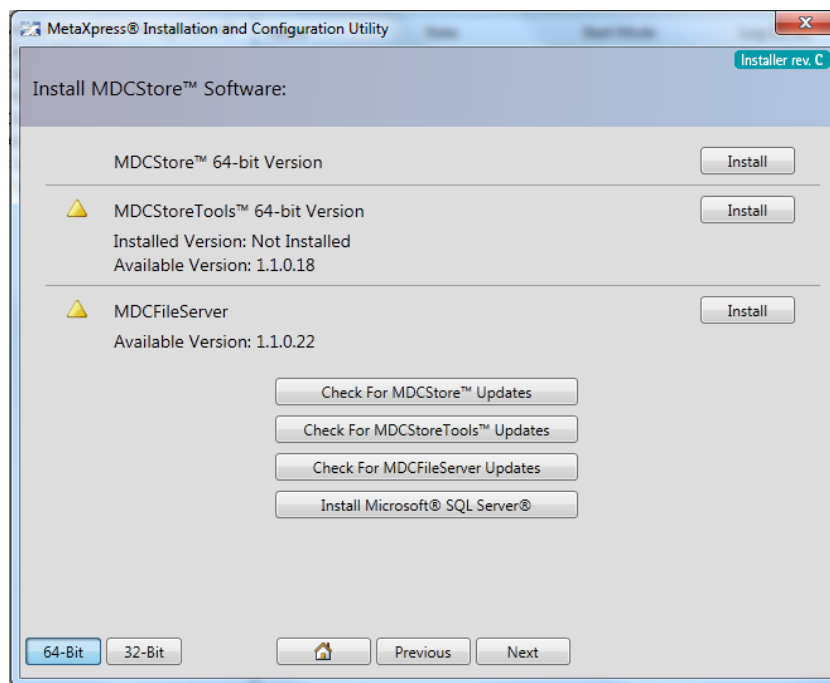 MetaXpress® Installation and Configuration Utility
Installer rev. C
Install MDCStore™ Software:
MDCStore™ 64-bit Version
Install
MDCStoreTools™ 64-bit Version
Install
Installed Version: Not Installed
Available Version: 1.1.0.18
MDCFileServer
Install
Available Version: 1.1.0.22
Check For MDCStore™ Updates
Check For MDCStoreTools™ Updates
Check For MDCFileServer Updates
Install Microsoft® SQL Server®
64-Bit
32-Bit
Previous
Next